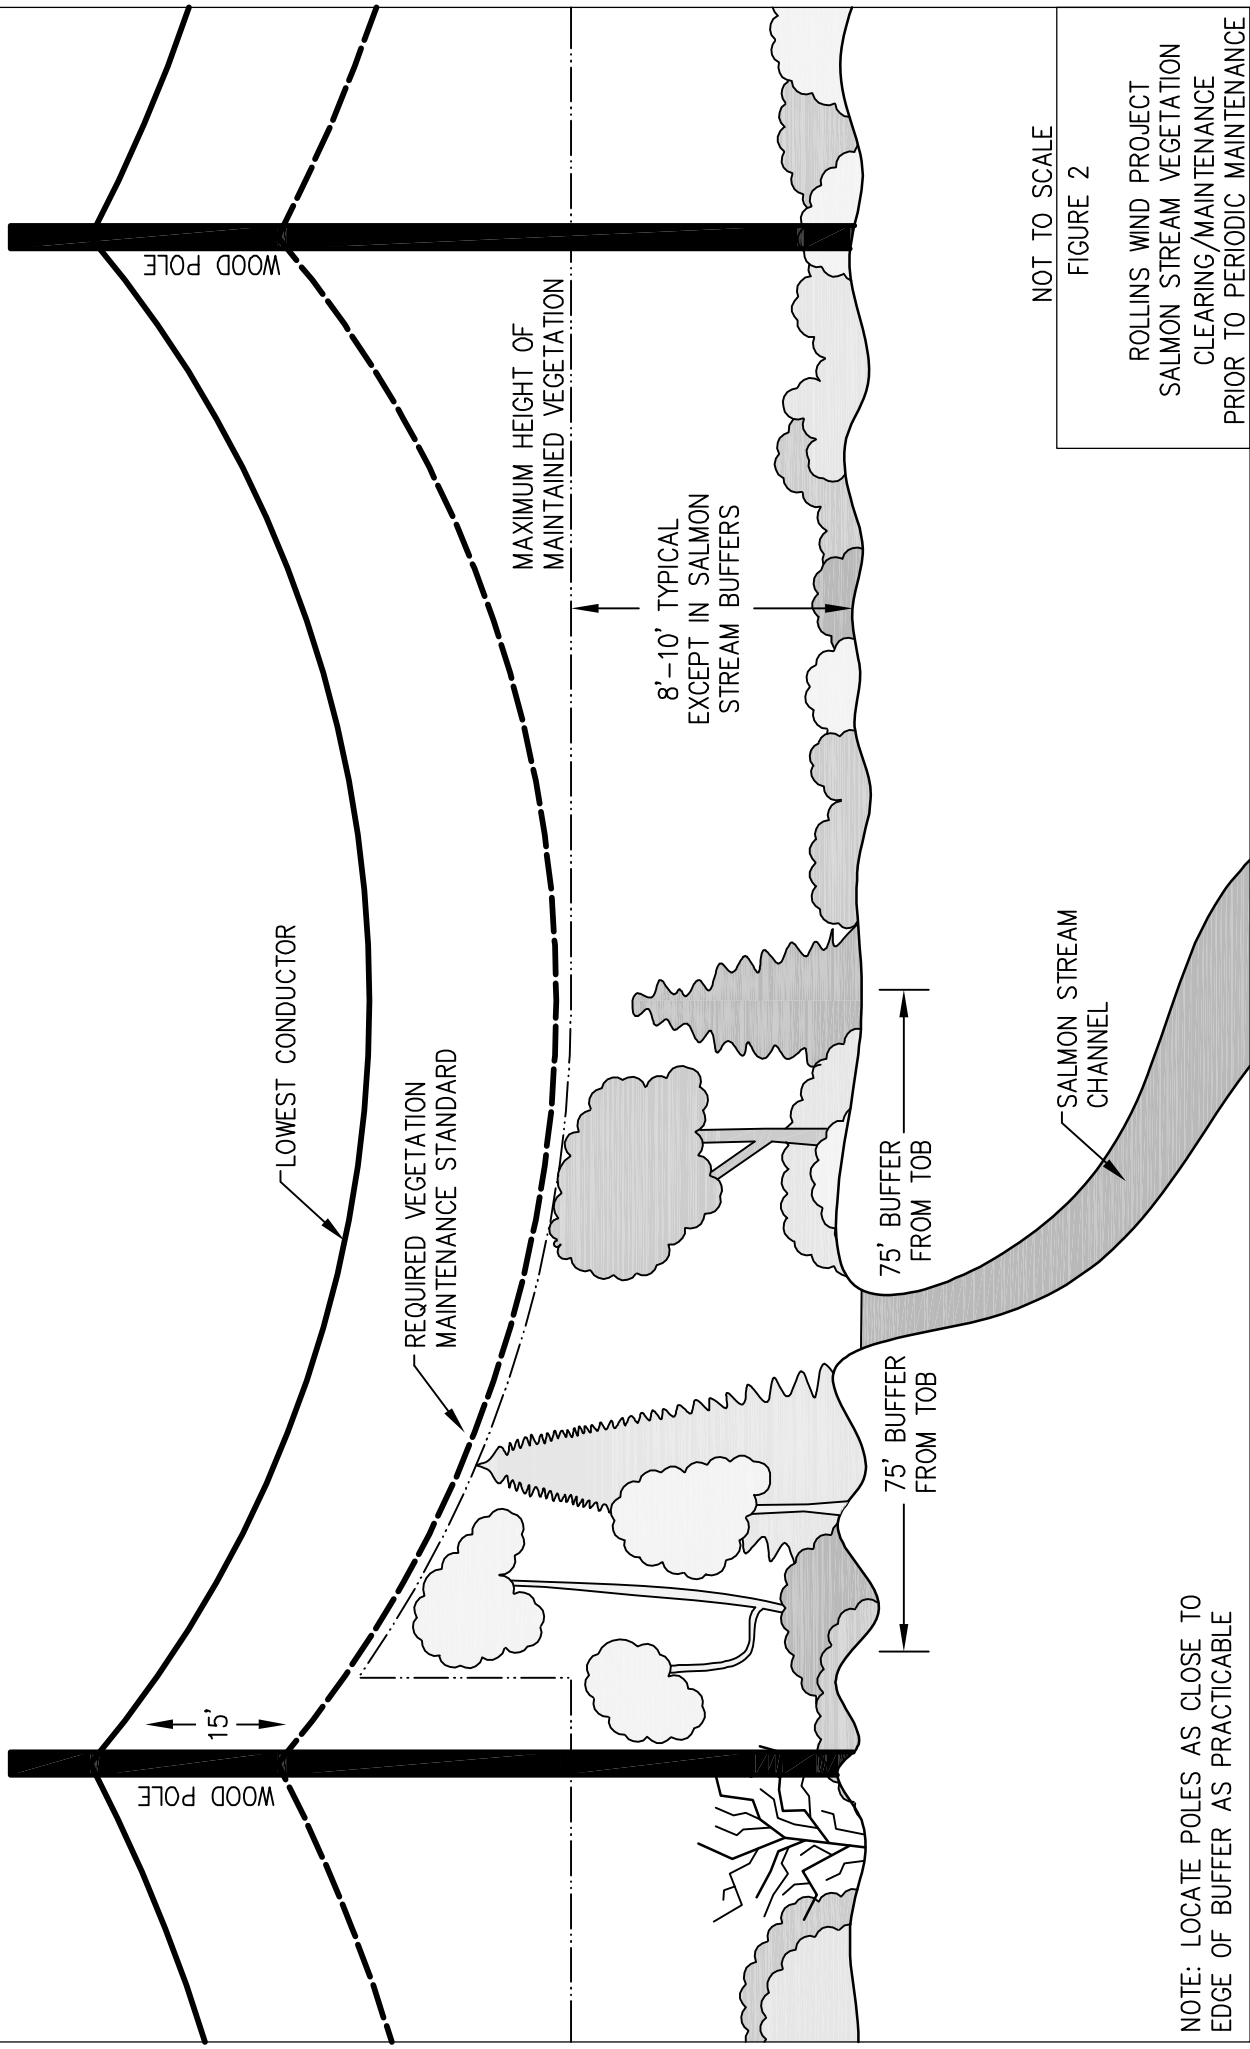 WOOD POLE
15'
WOOD POLE
LOWEST CONDUCTOR
REQUIRED VEGETATION
MAINTENANCE STANDARD
MAXIMUM HEIGHT OF
MAINTAINED VEGETATION
8'-10' TYPICAL
EXCEPT IN SALMON
STREAM BUFFERS
75' BUFFER
FROM TOB
75' BUFFER
FROM TOB
SALMON STREAM
CHANNEL
NOTE: LOCATE POLES AS CLOSE TO
EDGE OF BUFFER AS PRACTICABLE
NOT TO SCALE
FIGURE 2
ROLLINS WIND PROJECT
SALMON STREAM VEGETATION
CLEARING/MAINTENANCE
PRIOR TO PERIODIC MAINTENANCE